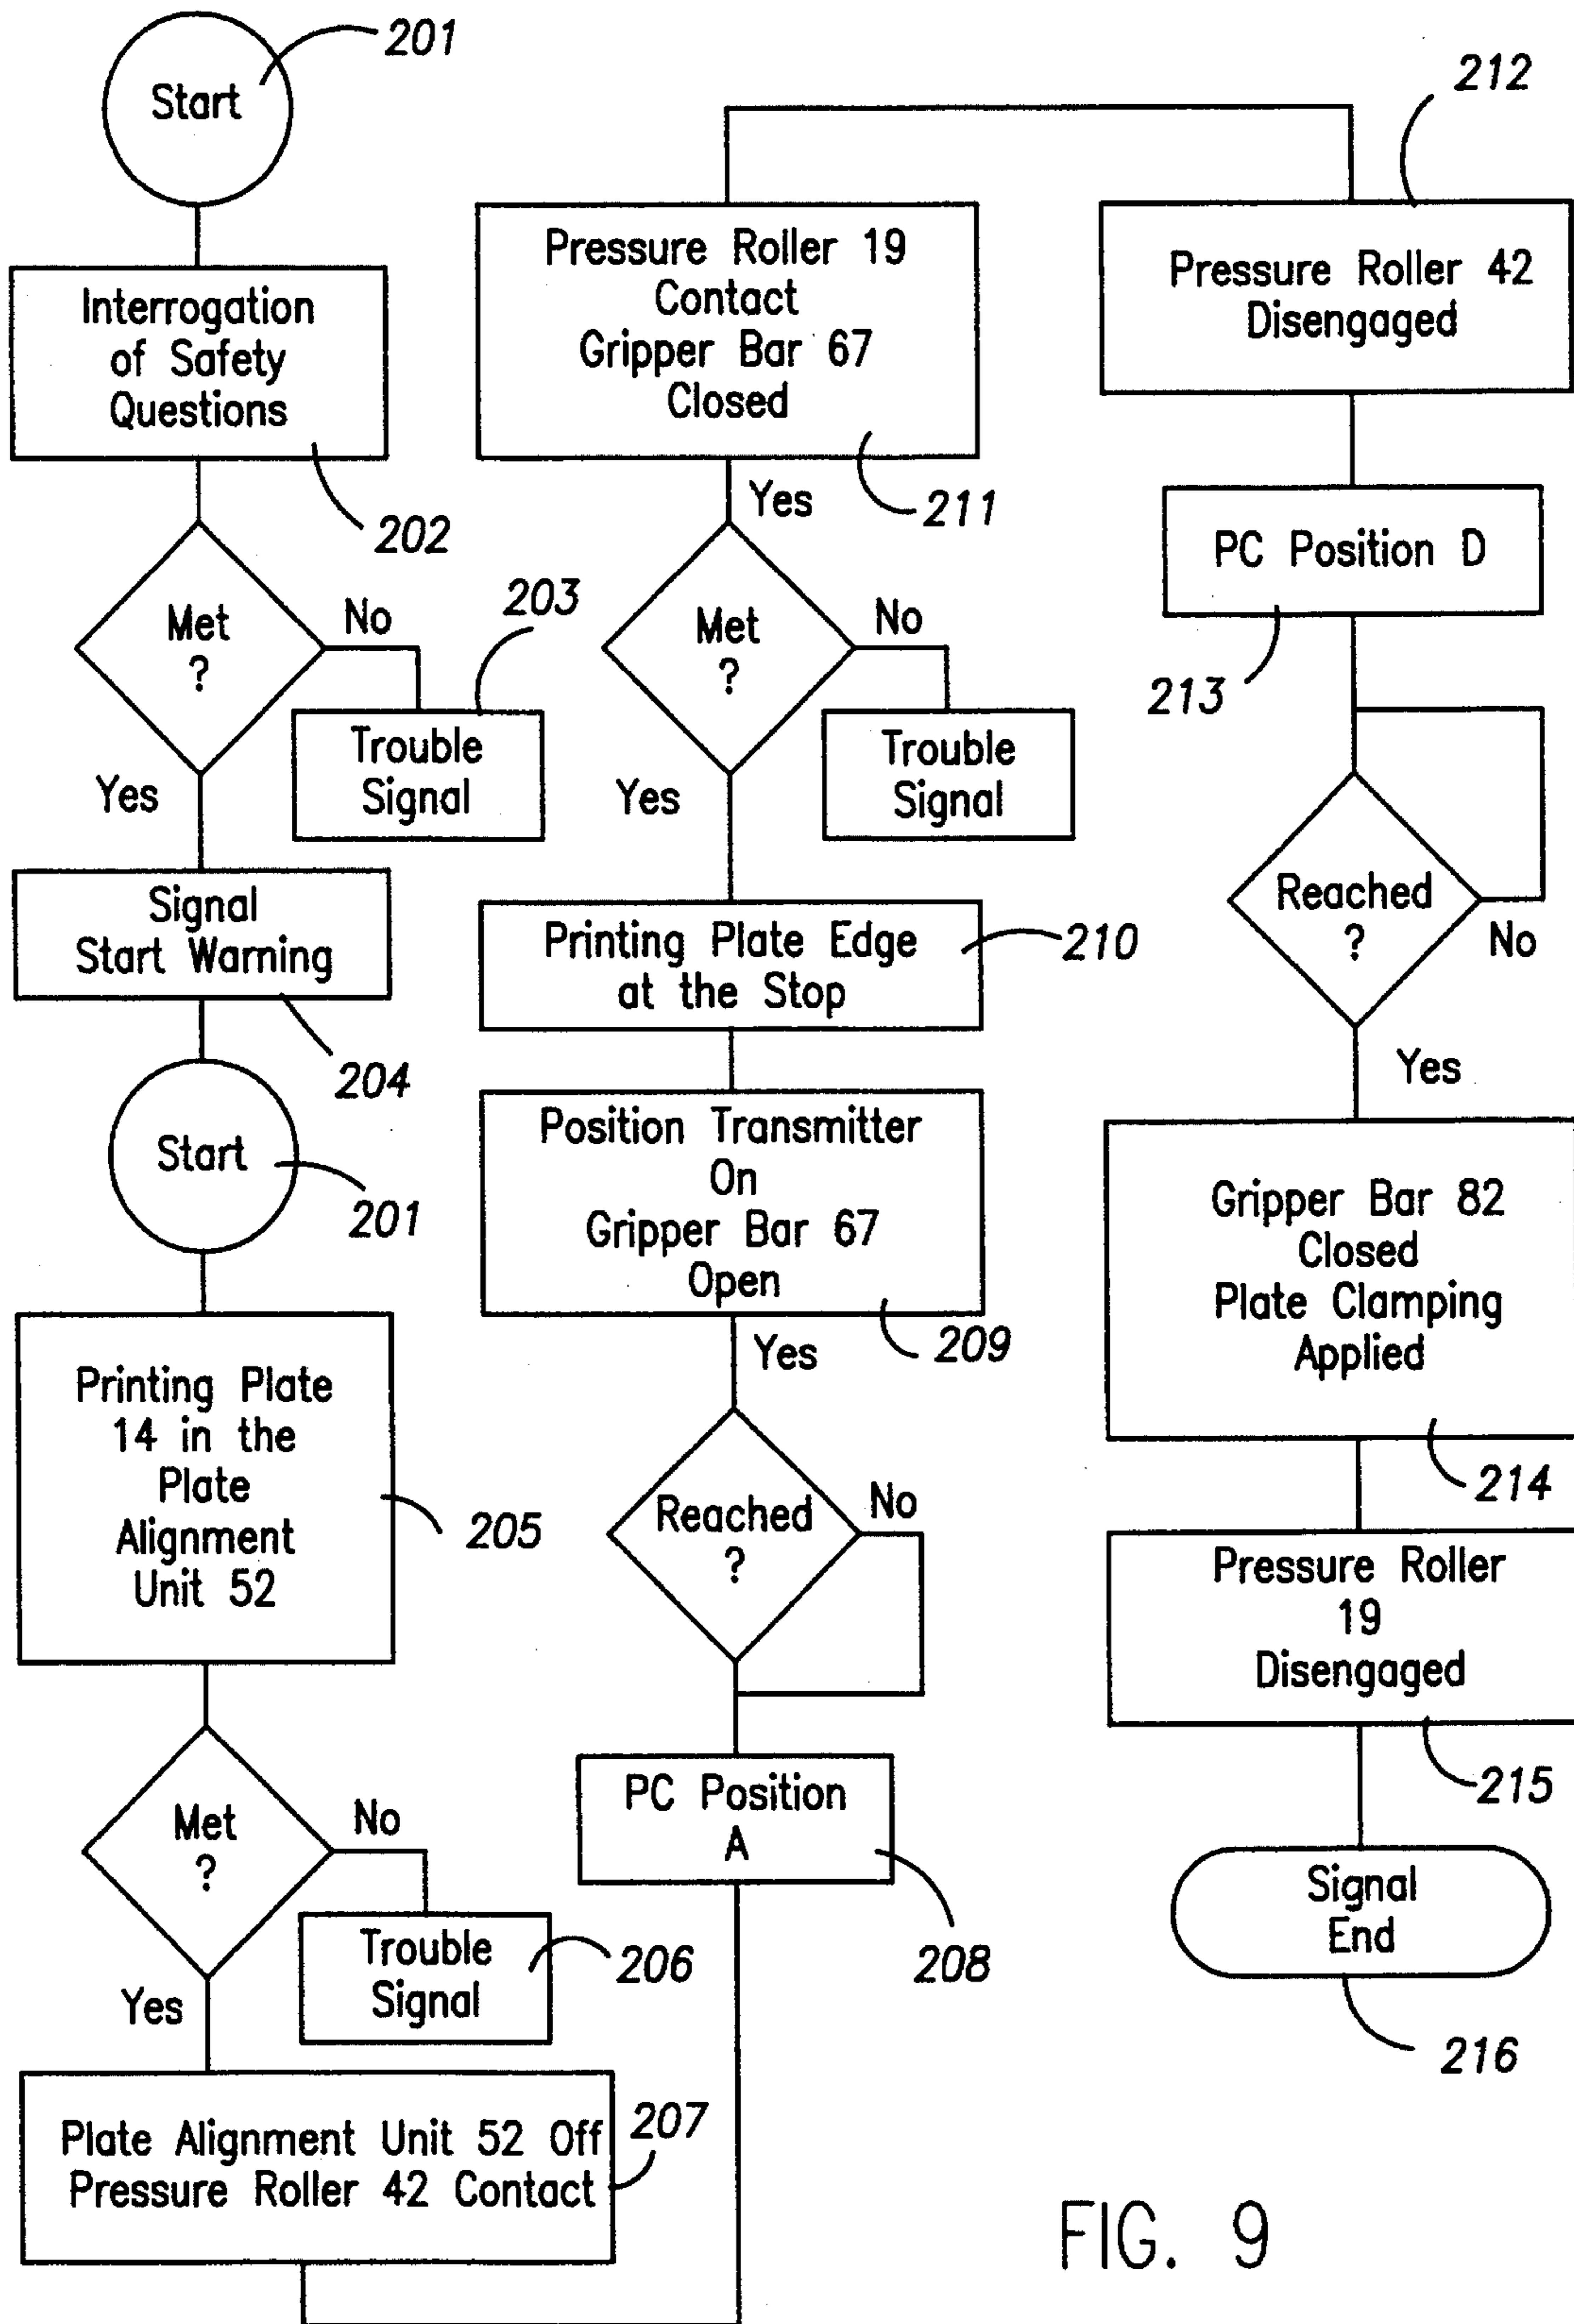 201
Start
Interrogation
of Safety
Questions
202
Met
?
No
203
Trouble
Signal
Yes
Signal
Start Warning
204
Start
201
Printing Plate
14 in the
Plate
Alignment
Unit 52
205
Met
?
No
Trouble
Signal
206
Yes
Plate Alignment Unit 52 Off
Pressure Roller 42 Contact
207
Pressure Roller 19
Contact
Gripper Bar 67
Closed
211
Yes
Met
?
No
Trouble
Signal
Yes
Printing Plate Edge
at the Stop
210
Position Transmitter
On
Gripper Bar 67
Open
209
Yes
Reached
?
No
PC Position
A
208
212
Pressure Roller 42
Disengaged
PC Position D
213
Reached
?
No
Yes
Gripper Bar 82
Closed
Plate Clamping
Applied
214
Pressure Roller
19
Disengaged
215
Signal
End
216
FIG. 9